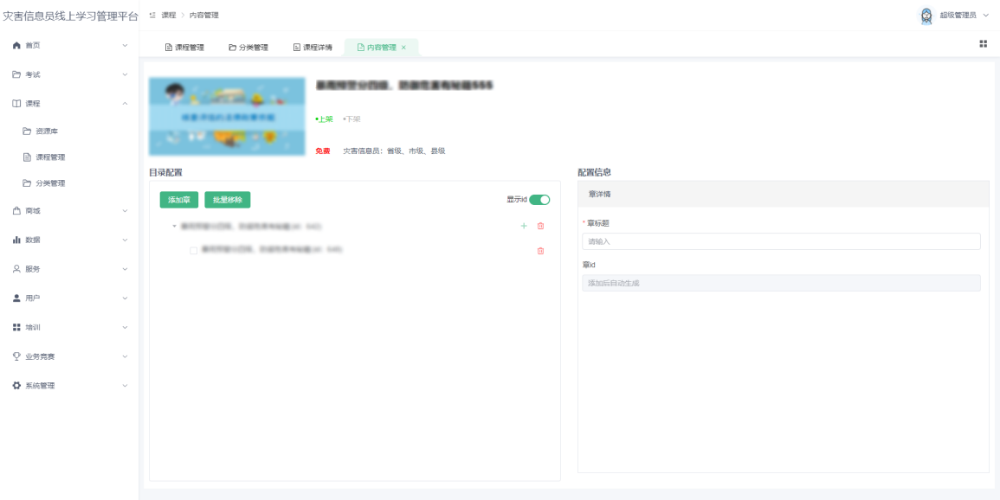 灾害信息员线上学习管理平台
课程 > 内容管理
超级管理员
首页
考试
课程
资源库
课程管理
分类管理
商城
数据
服务
用户
培训
业务竞赛
系统管理
课程管理
分类管理
课程详情
内容管理 ×
•上架 •下架
免费 灾害信息员：省级、市级、县级
目录配置
添加章
批量移除
显示id
配置信息
章详情
* 章标题
请输入
章id
添加后自动生成